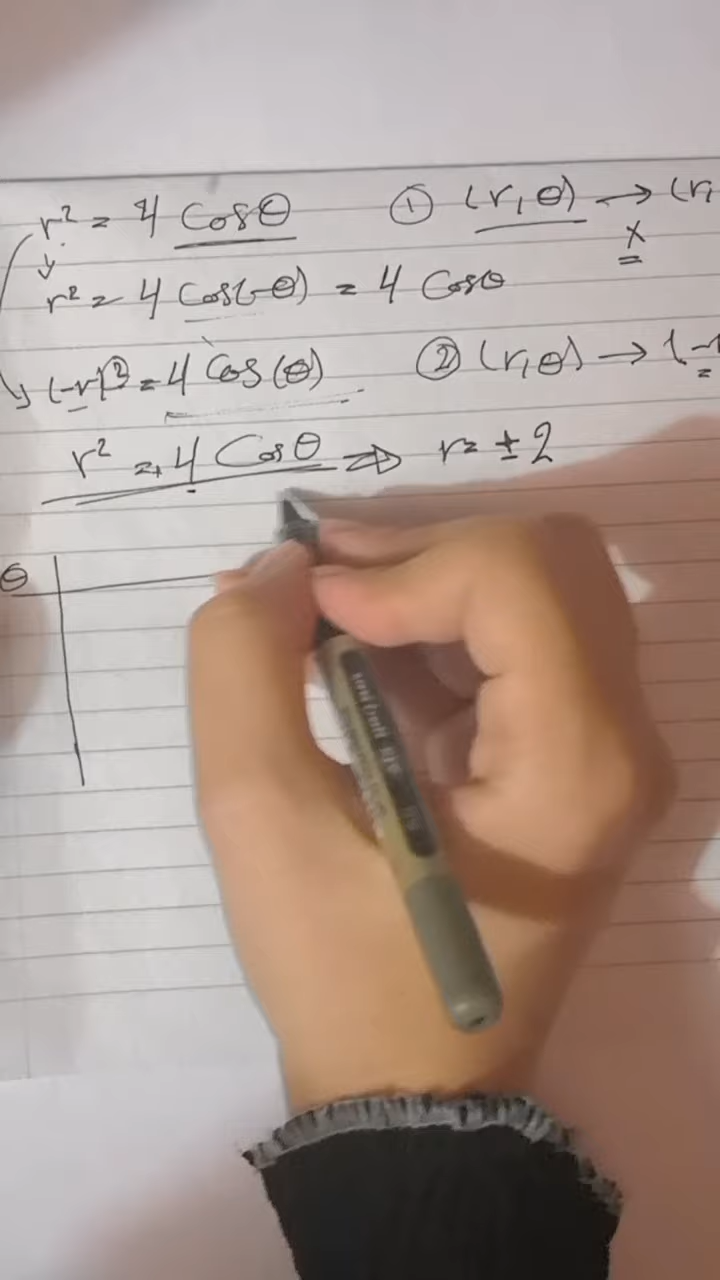 r² = 4 Cosθ ① (r, θ) → (r,
x
r² = 4 Cos(-θ) = 4 Cosθ
(-r)² = 4 Cos(θ) ② (r, θ) → (-r
r² = 4 Cosθ ⇒ r = ± 2
θ